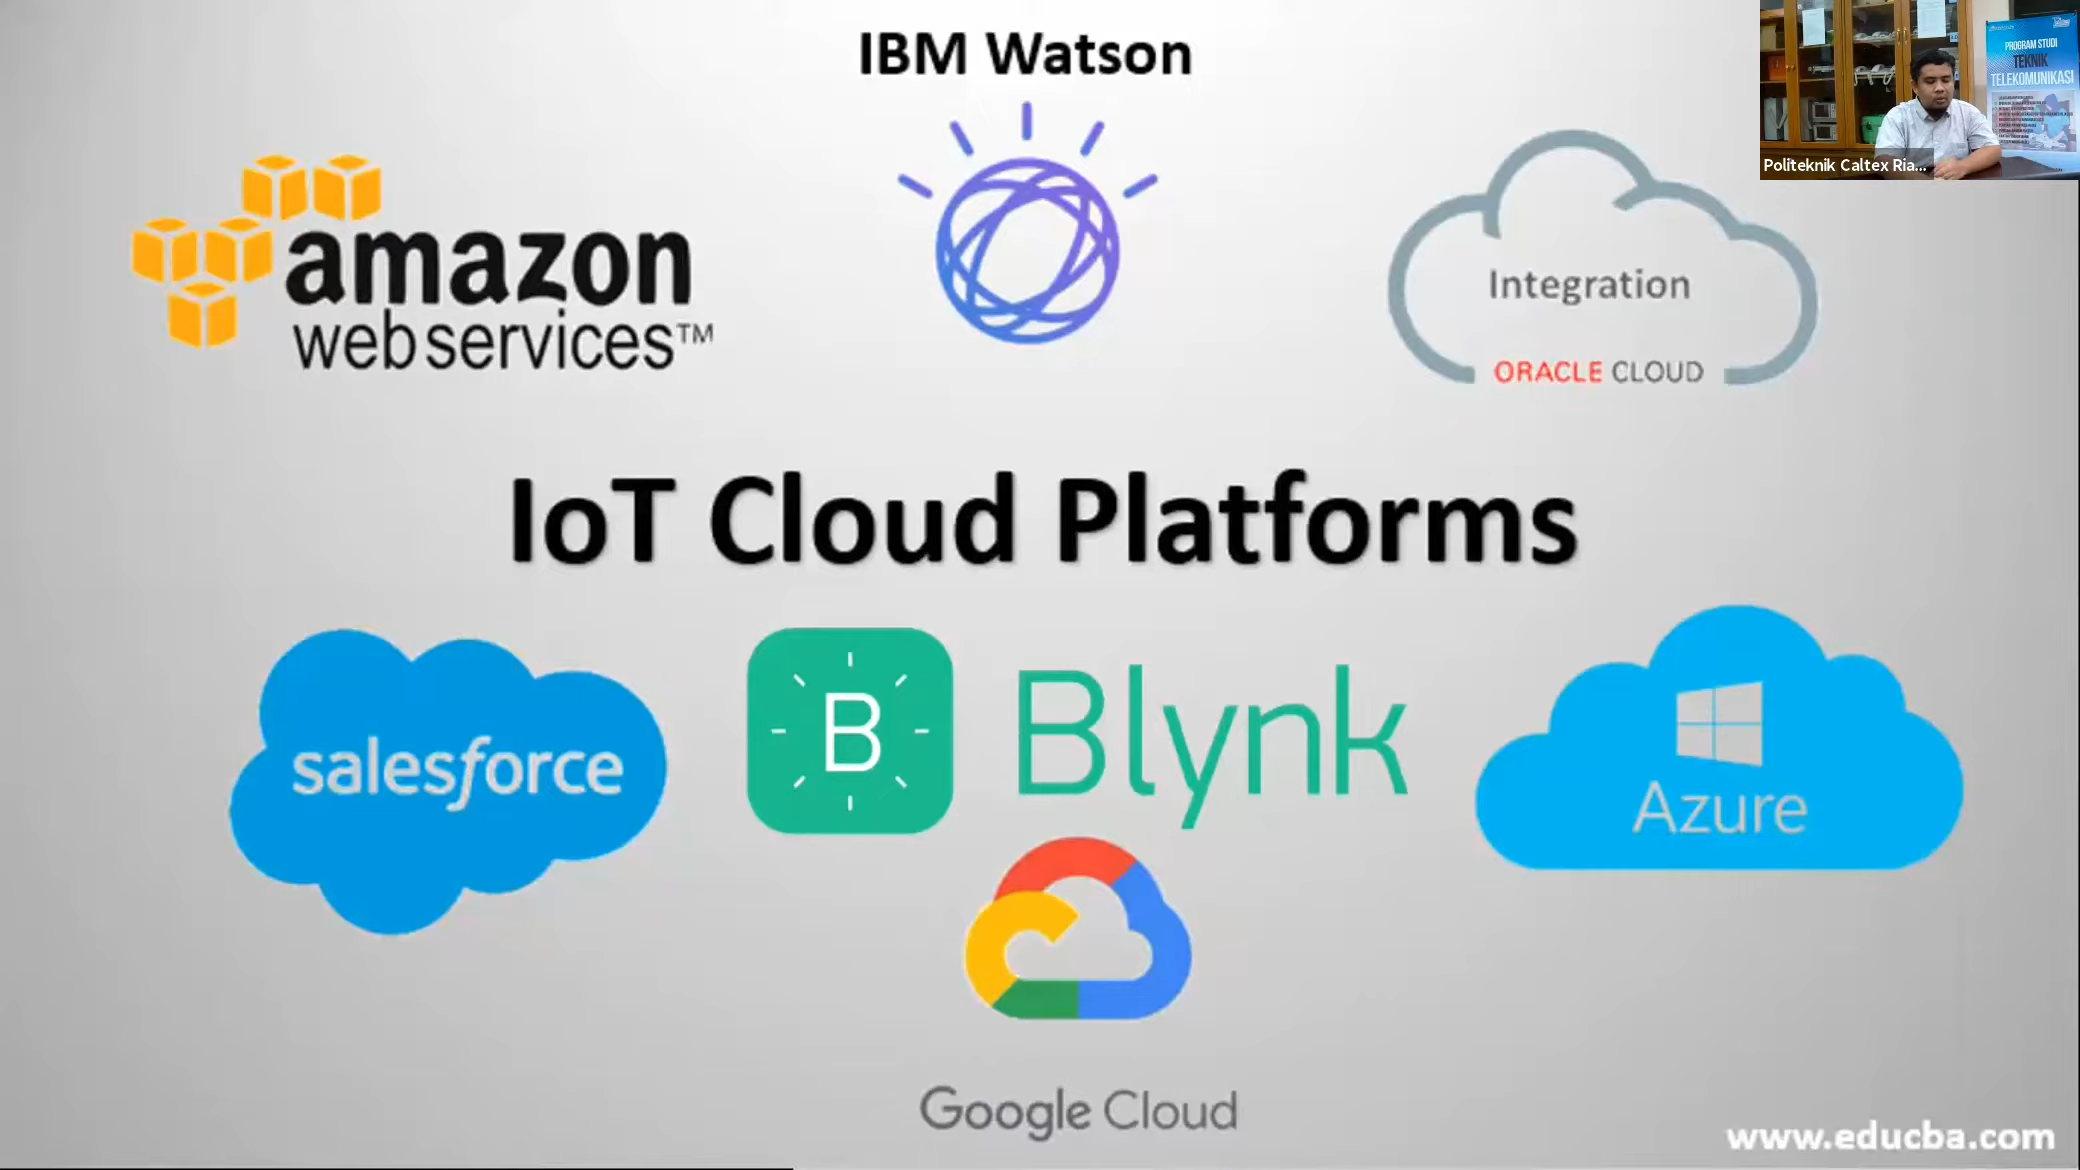 IBM Watson
amazon
webservices™
Integration
ORACLE CLOUD
PROGRAM STUDI
TEKNIK
TELEKOMUNIKASI
Politeknik Caltex Ria...
IoT Cloud Platforms
salesforce
B
Blynk
Azure
Google Cloud
www.educba.com